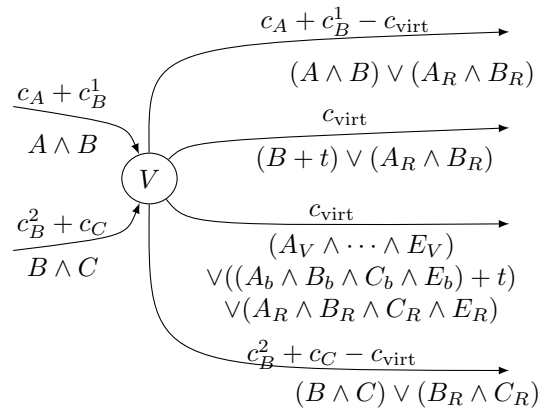 c_A + c_B^1 − c_virt
(A ∧ B) ∨ (A_R ∧ B_R)
c_A + c_B^1
A ∧ B
c_virt
(B + t) ∨ (A_R ∧ B_R)
V
c_B^2 + c_C
B ∧ C
c_virt
(A_V ∧ ⋯ ∧ E_V)
∨((A_b ∧ B_b ∧ C_b ∧ E_b) + t)
∨(A_R ∧ B_R ∧ C_R ∧ E_R)
c_B^2 + c_C − c_virt
(B ∧ C) ∨ (B_R ∧ C_R)